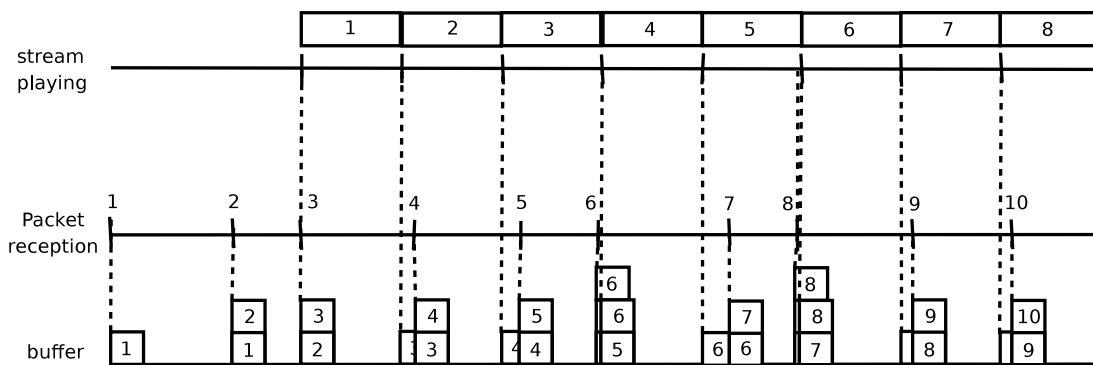 1 2 3 4 5 6 7 8
stream
playing
1 2 3 4 5 6 7 8 9 10
Packet
reception
6 8
2 3 4 5 6 7 8 9 10
buffer 1 1 2 3 3 4 4 5 6 6 7 8 9